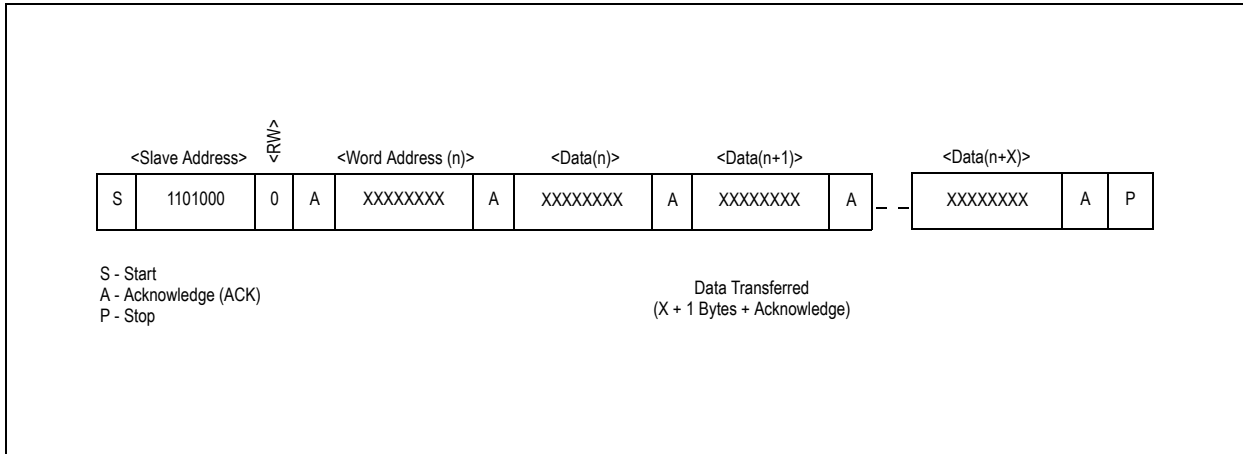 <RW>
<Slave Address> <Word Address (n)> <Data(n)> <Data(n+1)> <Data(n+X)>
S 1101000 0 A XXXXXXXX A XXXXXXXX A XXXXXXXX A XXXXXXXX A P
S - Start
A - Acknowledge (ACK)
P - Stop
Data Transferred
(X + 1 Bytes + Acknowledge)